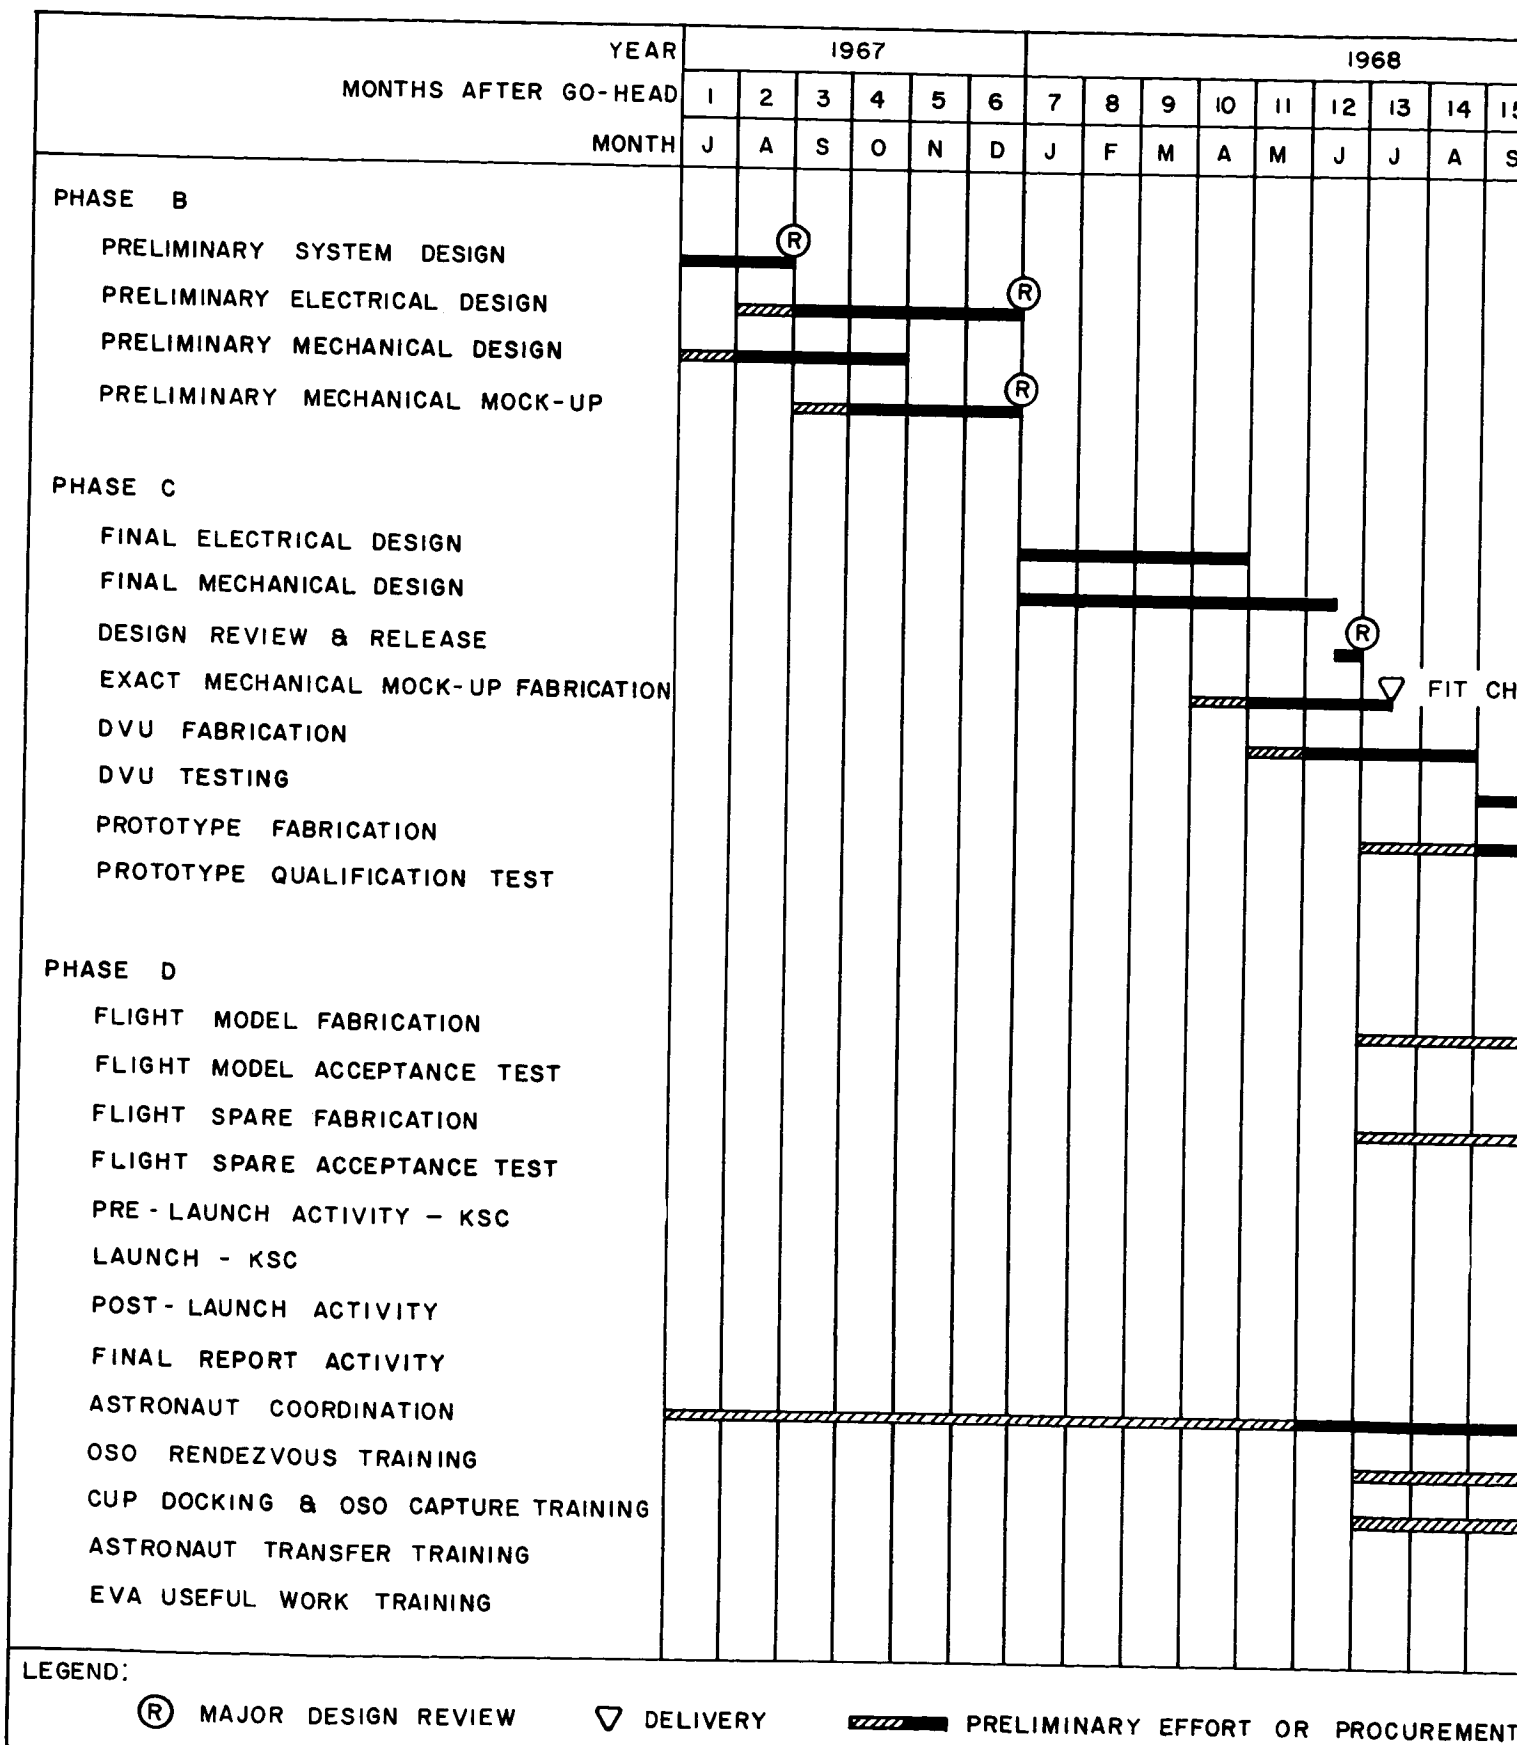 YEAR 1967 1968
MONTHS AFTER GO-HEAD 1 2 3 4 5 6 7 8 9 10 11 12 13 14 15
MONTH J A S O N D J F M A M J J A S
PHASE B
PRELIMINARY SYSTEM DESIGN R
PRELIMINARY ELECTRICAL DESIGN R
PRELIMINARY MECHANICAL DESIGN
PRELIMINARY MECHANICAL MOCK-UP R
PHASE C
FINAL ELECTRICAL DESIGN
FINAL MECHANICAL DESIGN
DESIGN REVIEW & RELEASE R
EXACT MECHANICAL MOCK-UP FABRICATION FIT CH
DVU FABRICATION
DVU TESTING
PROTOTYPE FABRICATION
PROTOTYPE QUALIFICATION TEST
PHASE D
FLIGHT MODEL FABRICATION
FLIGHT MODEL ACCEPTANCE TEST
FLIGHT SPARE FABRICATION
FLIGHT SPARE ACCEPTANCE TEST
PRE - LAUNCH ACTIVITY - KSC
LAUNCH - KSC
POST - LAUNCH ACTIVITY
FINAL REPORT ACTIVITY
ASTRONAUT COORDINATION
OSO RENDEZVOUS TRAINING
CUP DOCKING & OSO CAPTURE TRAINING
ASTRONAUT TRANSFER TRAINING
EVA USEFUL WORK TRAINING
LEGEND:
R MAJOR DESIGN REVIEW DELIVERY PRELIMINARY EFFORT OR PROCUREMENT